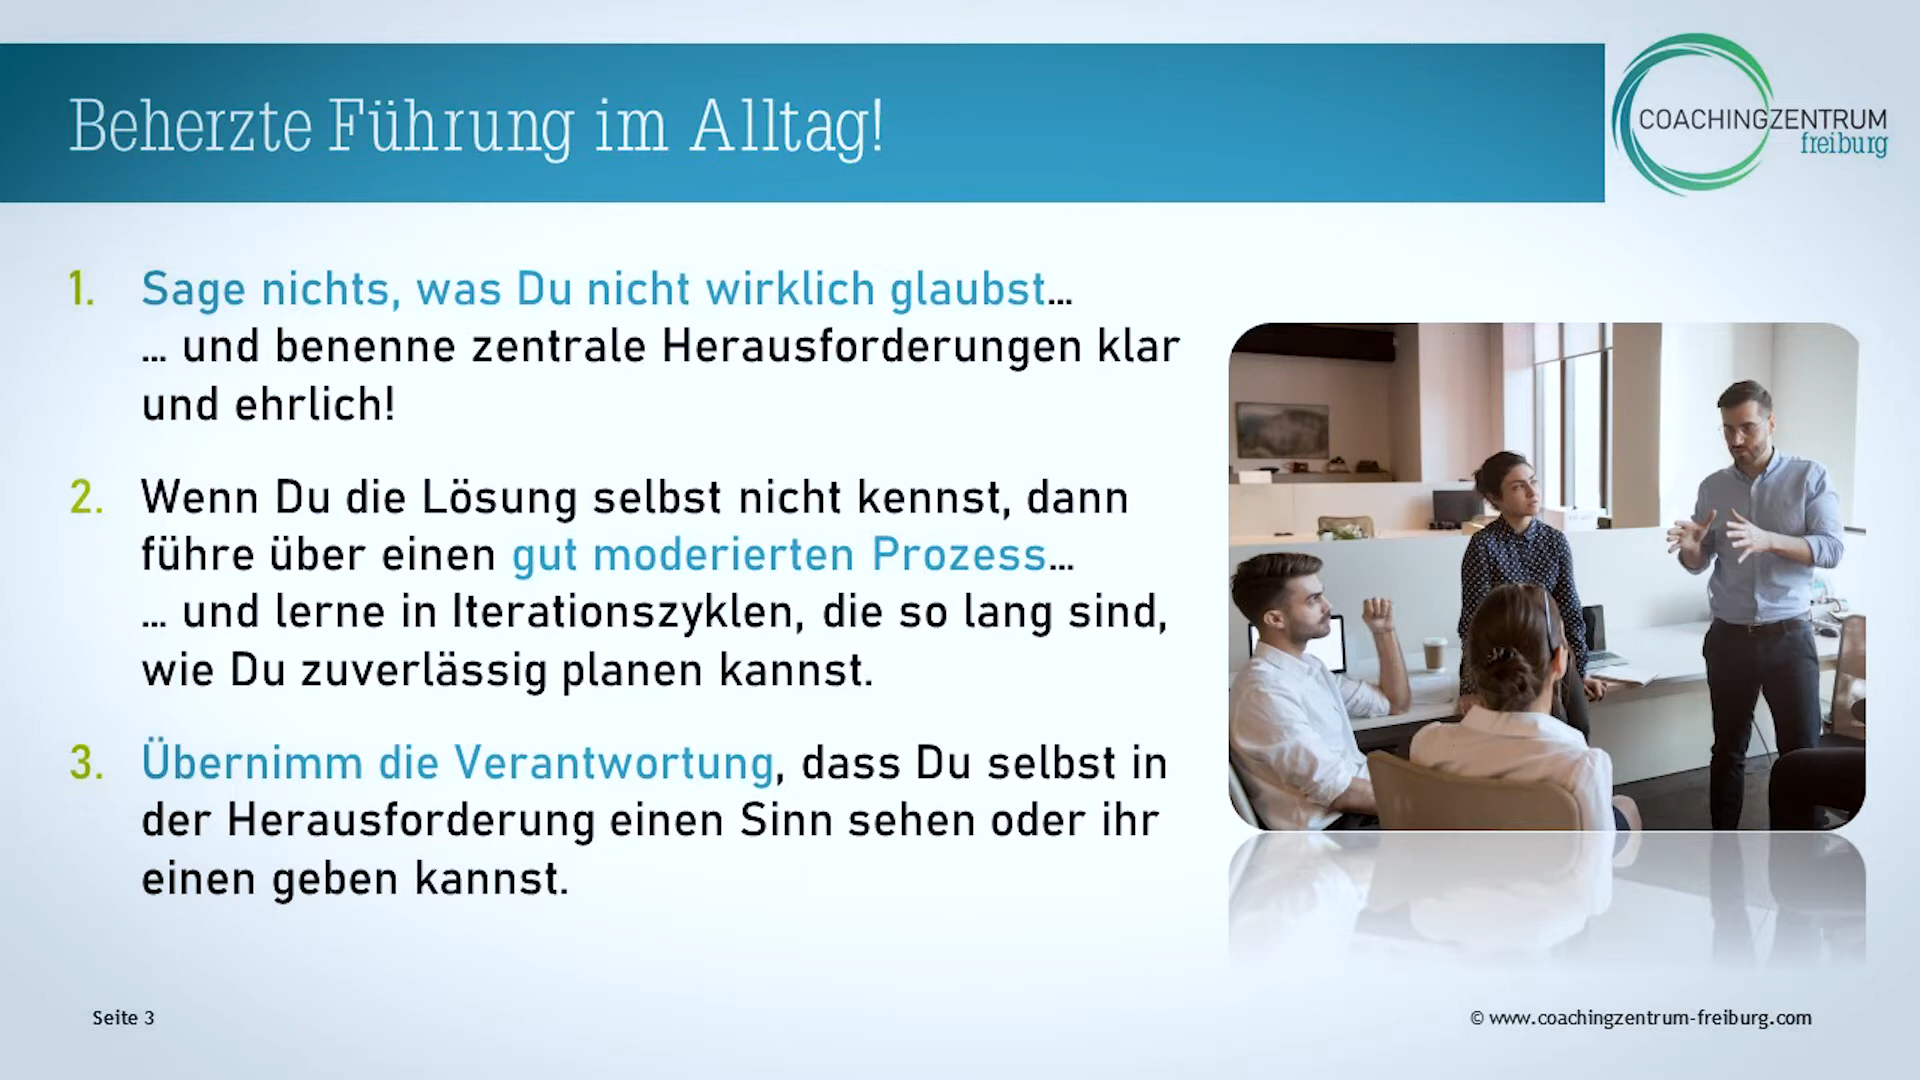 Beherzte Führung im Alltag!
COACHINGZENTRUM
freiburg
1. Sage nichts, was Du nicht wirklich glaubst...
... und benenne zentrale Herausforderungen klar
und ehrlich!
2. Wenn Du die Lösung selbst nicht kennst, dann
führe über einen gut moderierten Prozess...
... und lerne in Iterationszyklen, die so lang sind,
wie Du zuverlässig planen kannst.
3. Übernimm die Verantwortung, dass Du selbst in
der Herausforderung einen Sinn sehen oder ihr
einen geben kannst.
Seite 3
© www.coachingzentrum-freiburg.com